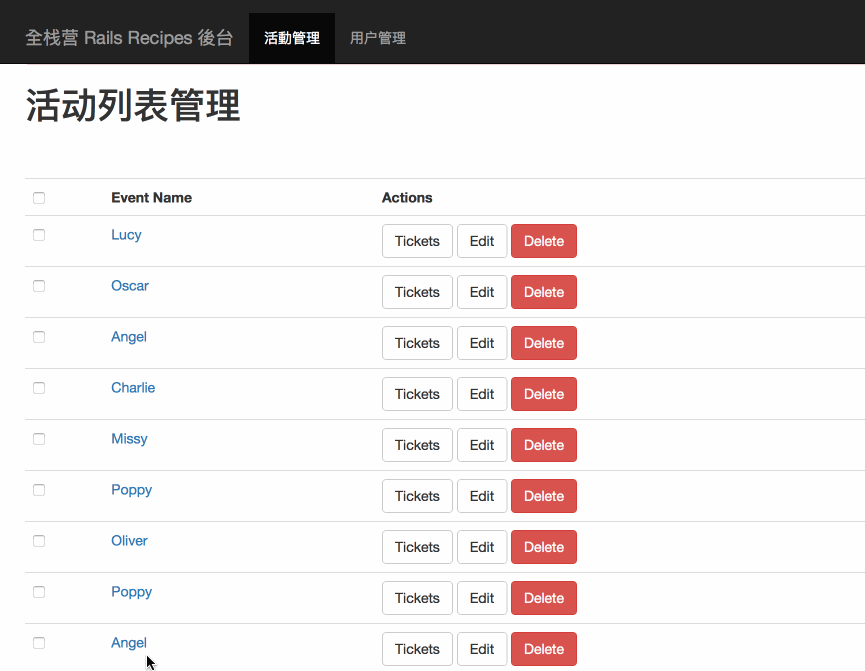 全栈营 Rails Recipes 後台 活動管理 用户管理
活动列表管理
Event Name Actions
Lucy Tickets Edit Delete
Oscar Tickets Edit Delete
Angel Tickets Edit Delete
Charlie Tickets Edit Delete
Missy Tickets Edit Delete
Poppy Tickets Edit Delete
Oliver Tickets Edit Delete
Poppy Tickets Edit Delete
Angel Tickets Edit Delete